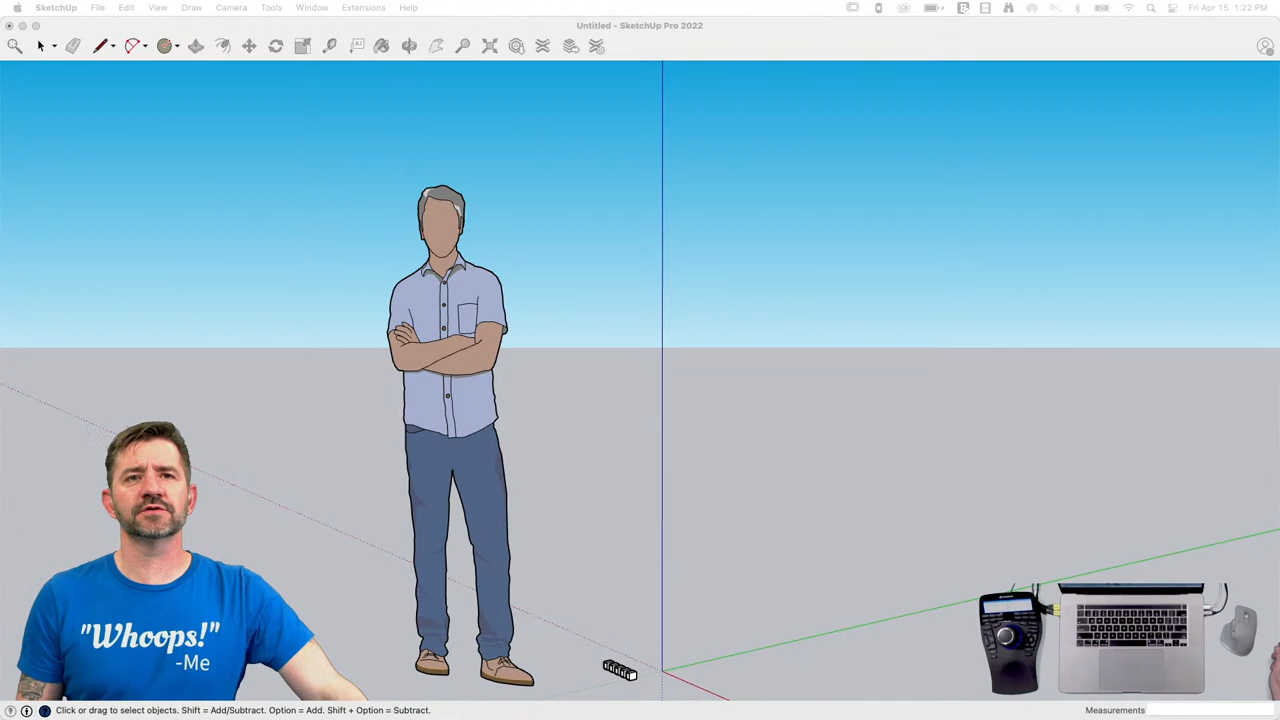 SketchUp File Edit View Draw Camera Tools Window Extensions Help Fri Apr 15 1:22 PM
Untitled - SketchUp Pro 2022
"Whoops!"
-Me
Click or drag to select objects. Shift = Add/Subtract. Option = Add. Shift + Option = Subtract. Measurements